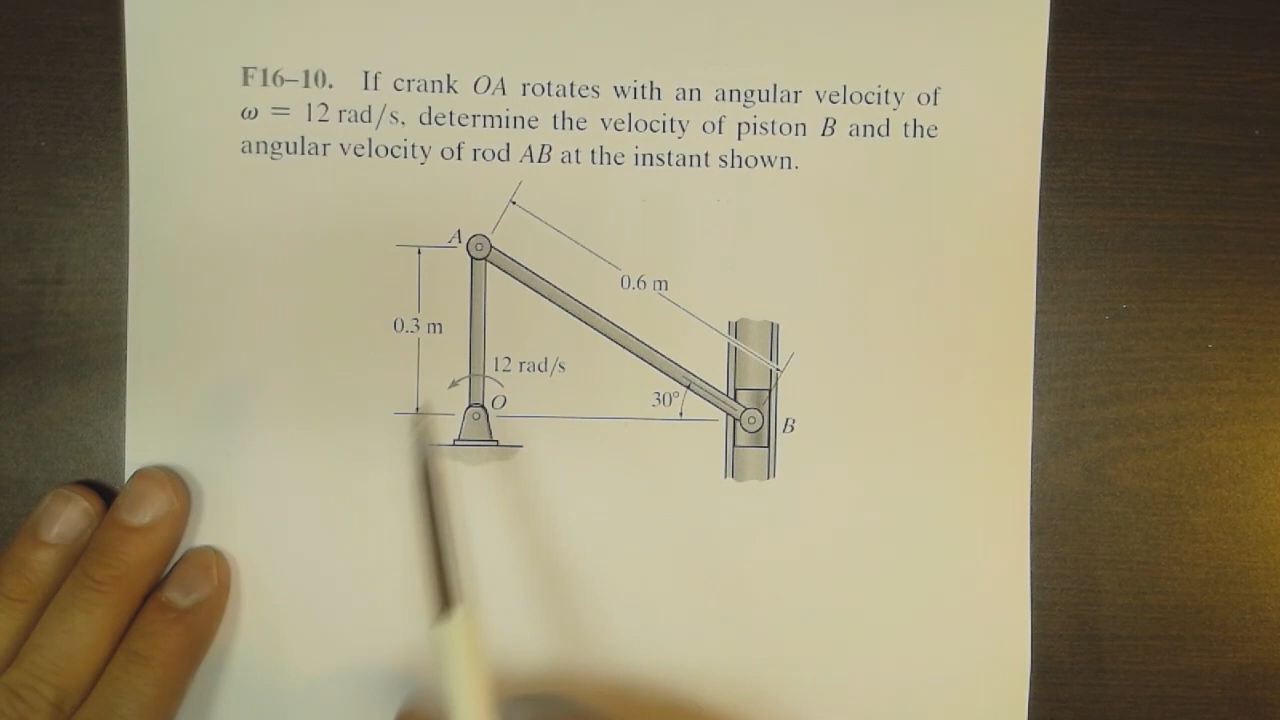 F16–10. If crank OA rotates with an angular velocity of
ω = 12 rad/s, determine the velocity of piston B and the
angular velocity of rod AB at the instant shown.
A
0.6 m
0.3 m
12 rad/s
30°
O
B